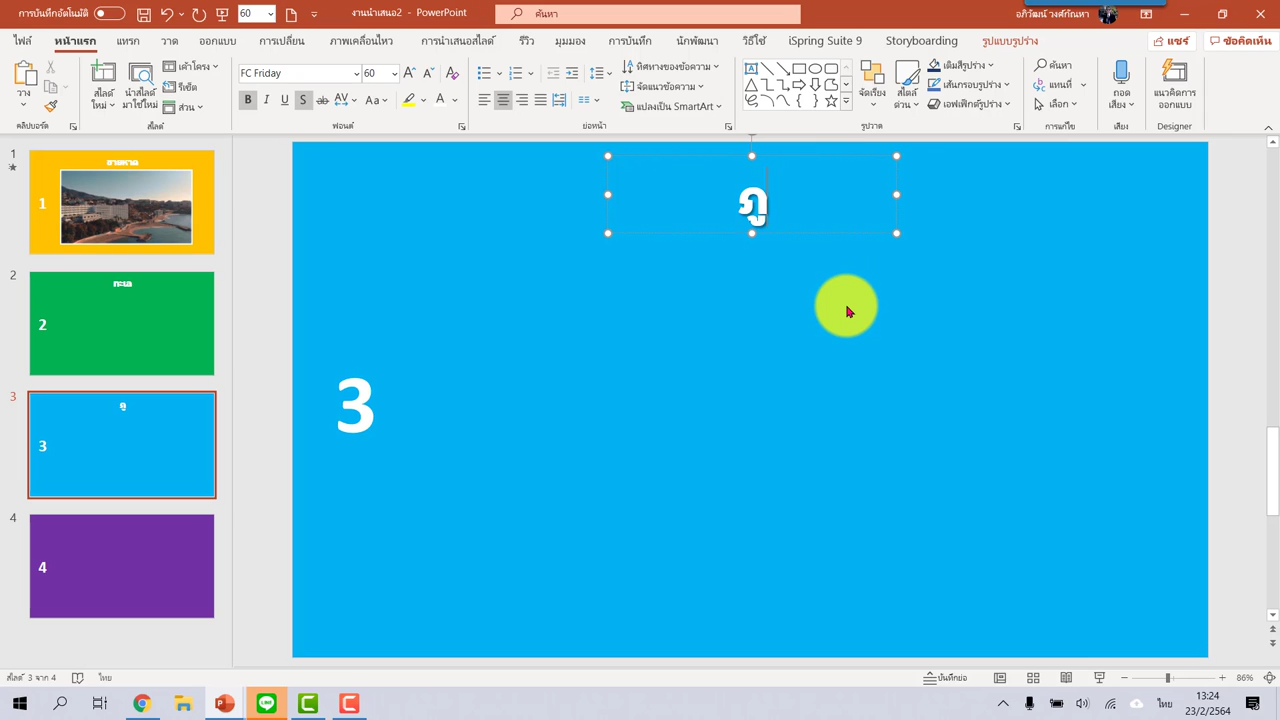 การบันทึกอัตโนมัติ
60
งานนำเสนอ2 - PowerPoint
ค้นหา
อภิวัฒน์ วงศ์กัณหา
ไฟล์ หน้าแรก แทรก วาด ออกแบบ การเปลี่ยน ภาพเคลื่อนไหว การนำเสนอสไลด์ รีวิว มุมมอง การบันทึก นักพัฒนา วิธีใช้ iSpring Suite 9 Storyboarding รูปแบบรูปร่าง แชร์ ข้อคิดเห็น
วาง
สไลด์ใหม่
นำสไลด์มาใช้ใหม่
เค้าโครง
รีเซ็ต
ส่วน
FC Friday 60
B I U S ab AV Aa A
ทิศทางของข้อความ
จัดแนวข้อความ
แปลงเป็น SmartArt
จัดเรียง
สไตล์ด่วน
เติมสีรูปร่าง
เส้นกรอบรูปร่าง
เอฟเฟ็กต์รูปร่าง
ค้นหา
แทนที่
เลือก
ถอดเสียง
แนวคิดการออกแบบ
คลิปบอร์ด สไลด์ ฟอนต์ ย่อหน้า รูปวาด การแก้ไข เสียง Designer
1
ชายหาด
1
2
ทะเล
2
3
ภู
3
4
4
ภู
3
สไลด์ 3 จาก 4 ไทย
บันทึกย่อ
86%
ไทย
13:24
23/2/2564